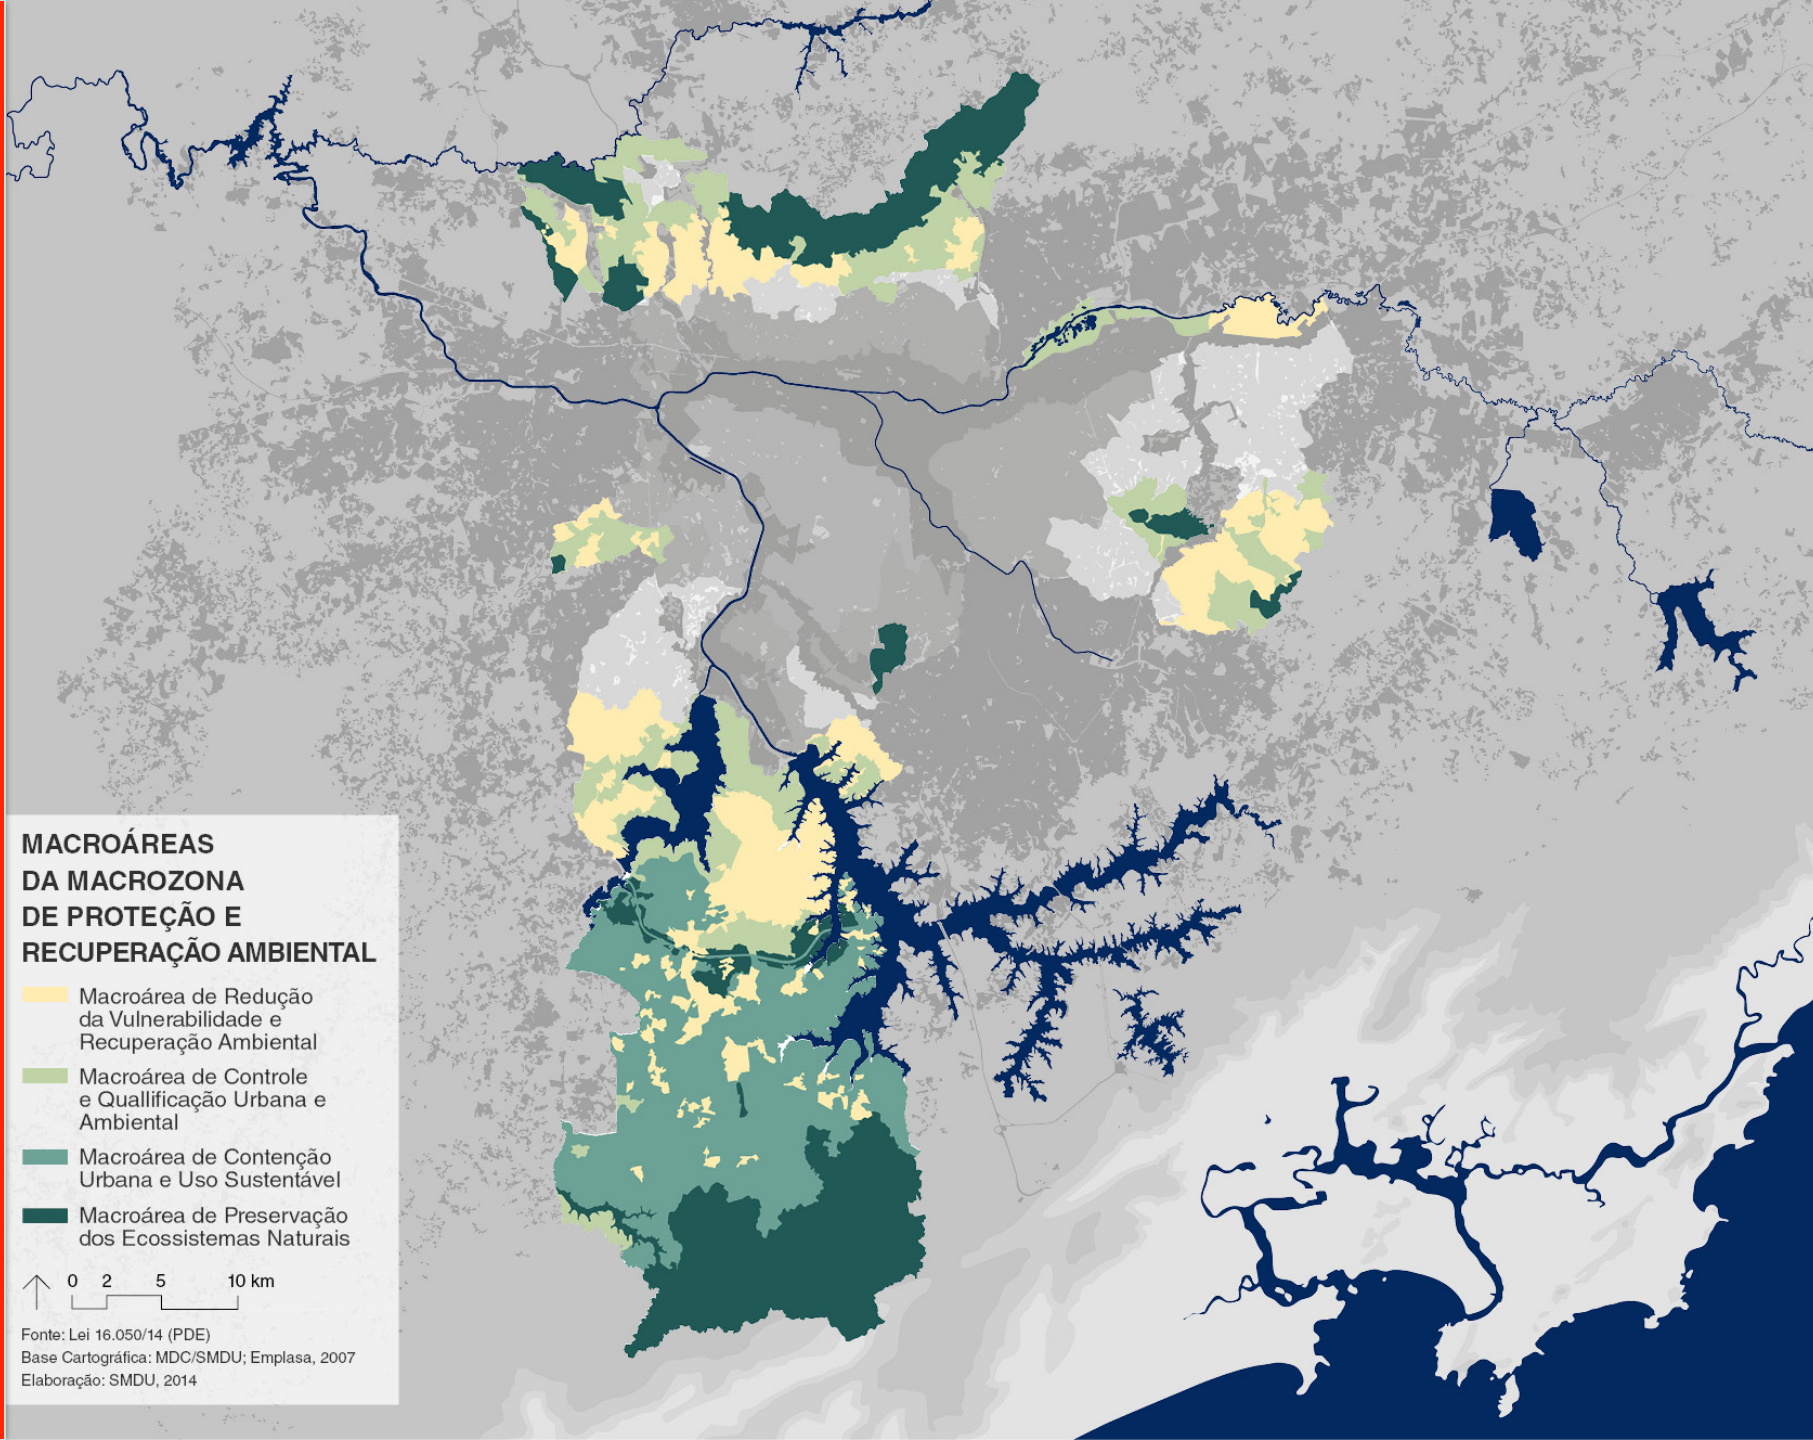 MACROÁREAS
DA MACROZONA
DE PROTEÇÃO E
RECUPERAÇÃO AMBIENTAL
Macroárea de Redução
da Vulnerabilidade e
Recuperação Ambiental
Macroárea de Controle
e Quallificação Urbana e
Ambiental
Macroárea de Contenção
Urbana e Uso Sustentável
Macroárea de Preservação
dos Ecossistemas Naturais
0 2 5 10 km
Fonte: Lei 16.050/14 (PDE)
Base Cartográfica: MDC/SMDU; Emplasa, 2007
Elaboração: SMDU, 2014